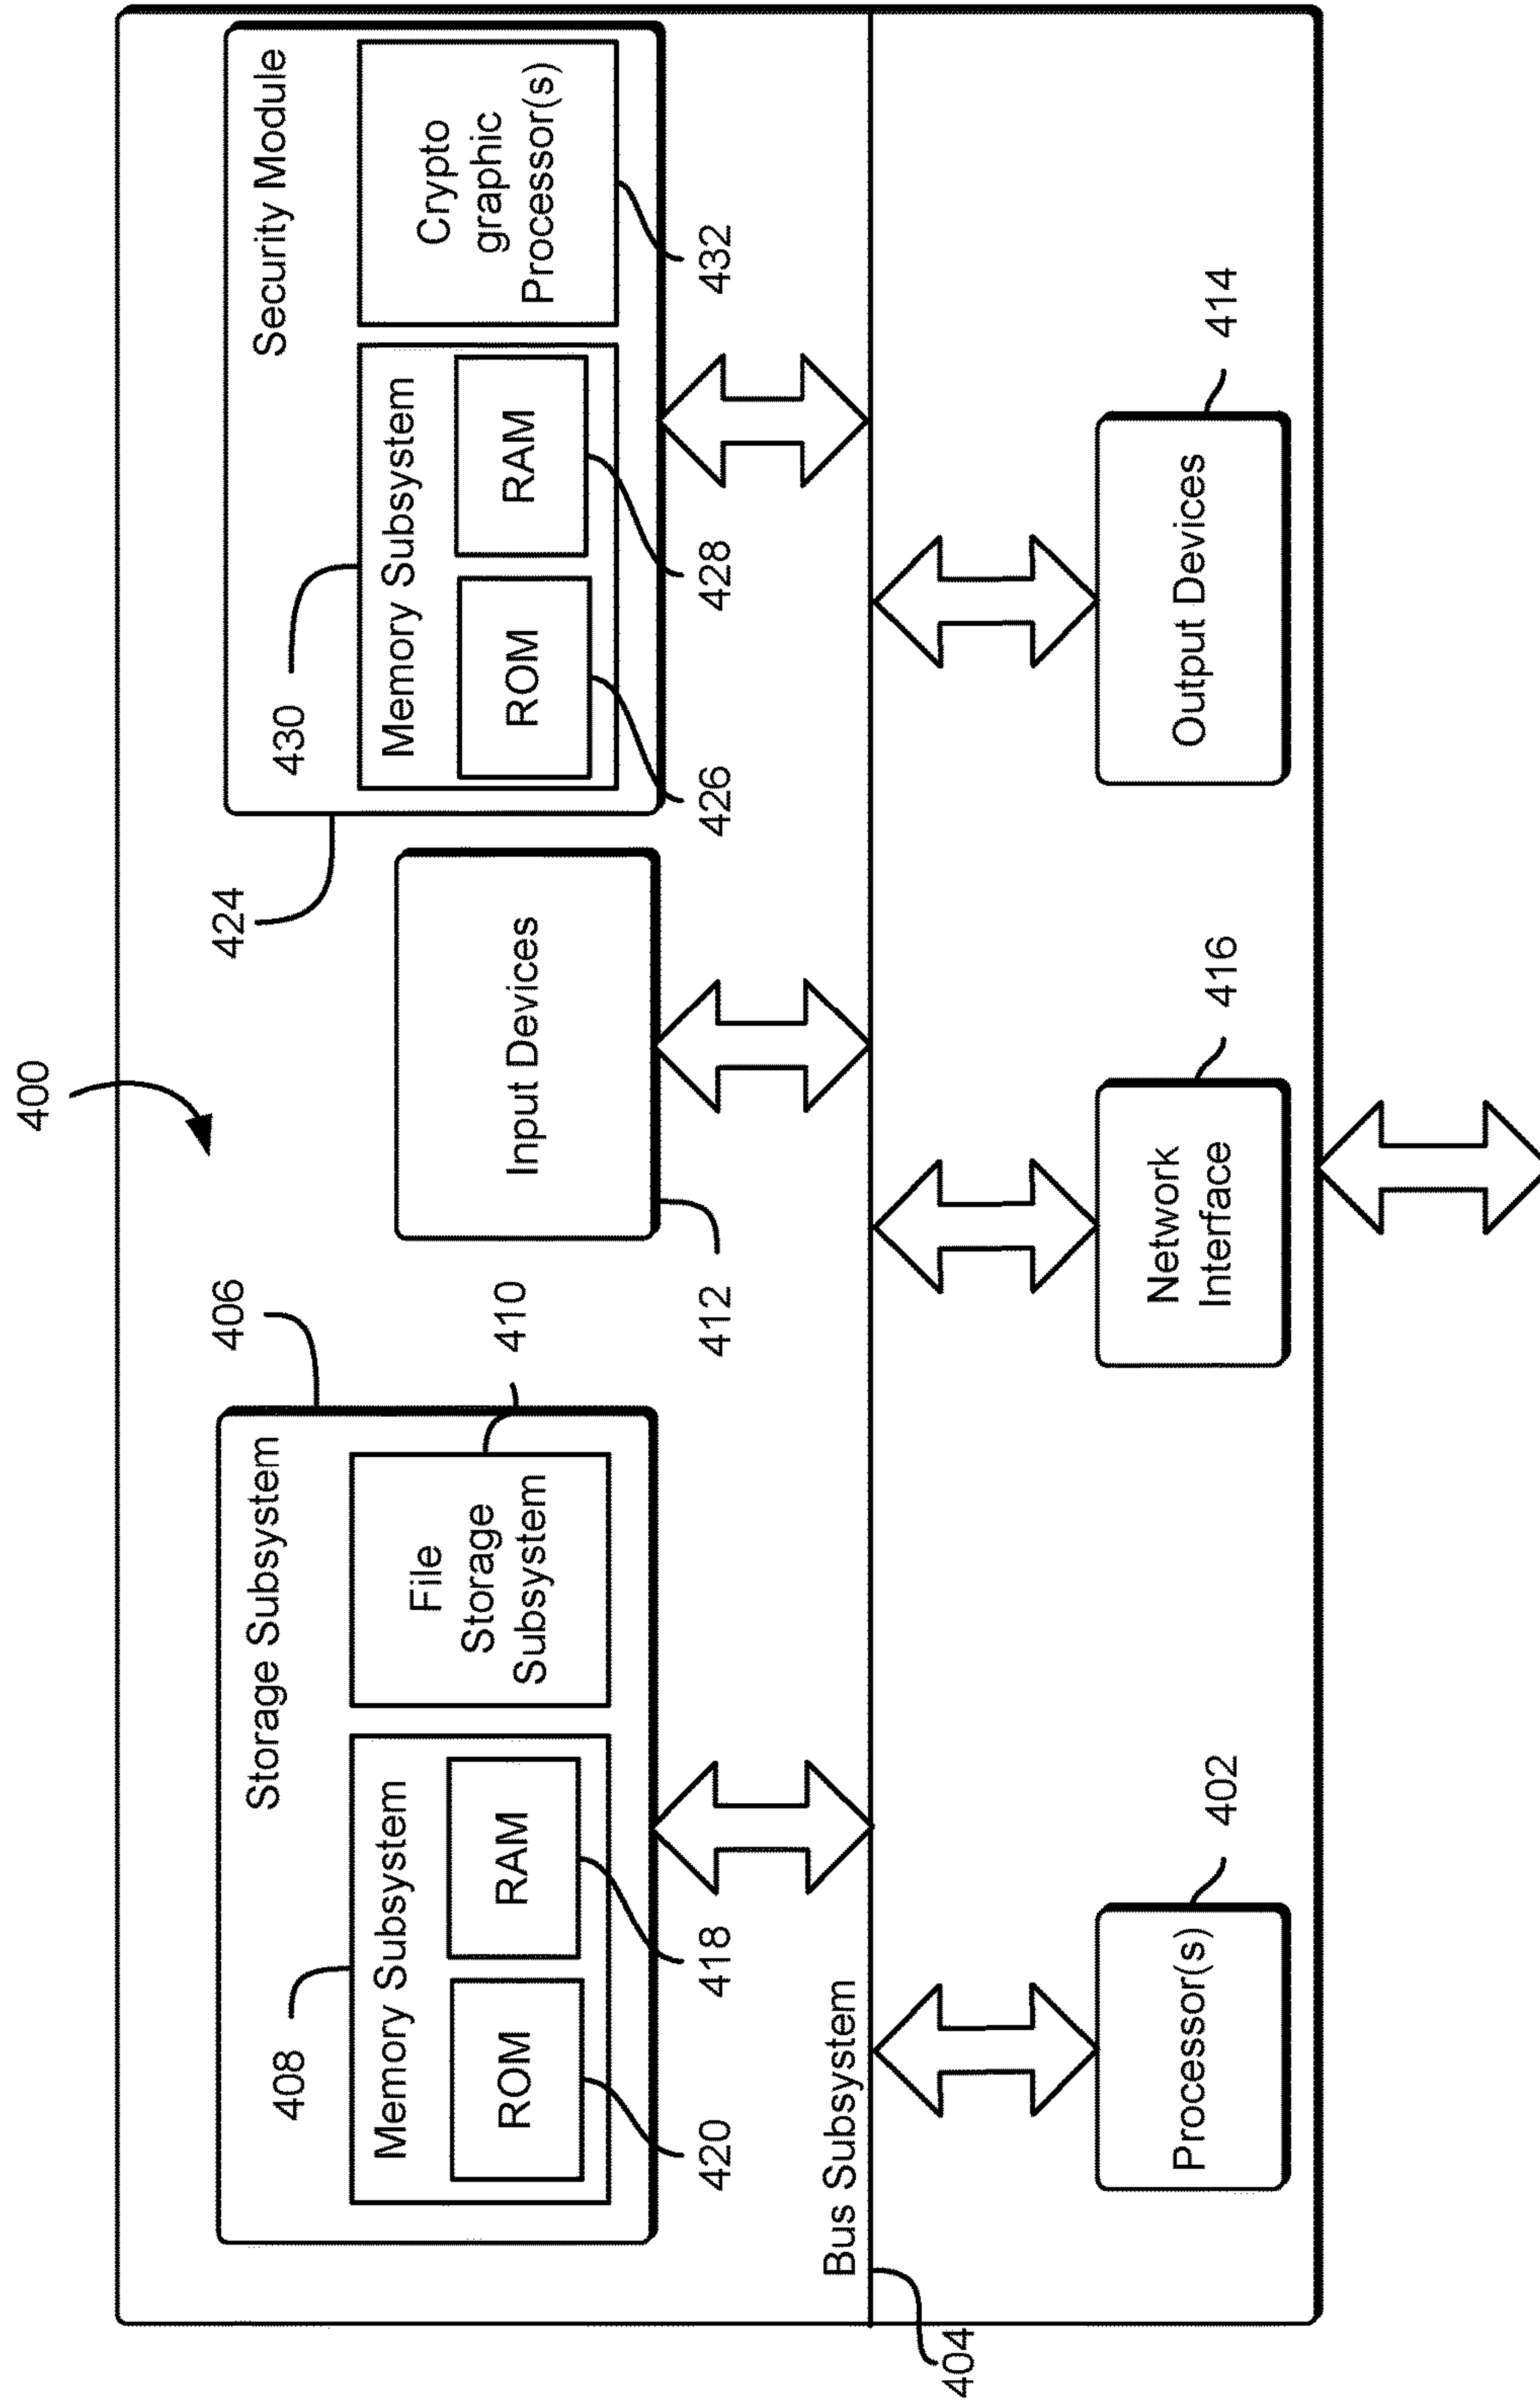 400
406
424
Storage Subsystem
Security Module
408
410
430
Memory Subsystem
File
Storage
Subsystem
ROM
RAM
Input Devices
Memory Subsystem
ROM
RAM
Crypto
graphic
Processor(s)
420
418
412
426
428
432
Bus Subsystem
404
402
416
414
Processor(s)
Network
Interface
Output Devices